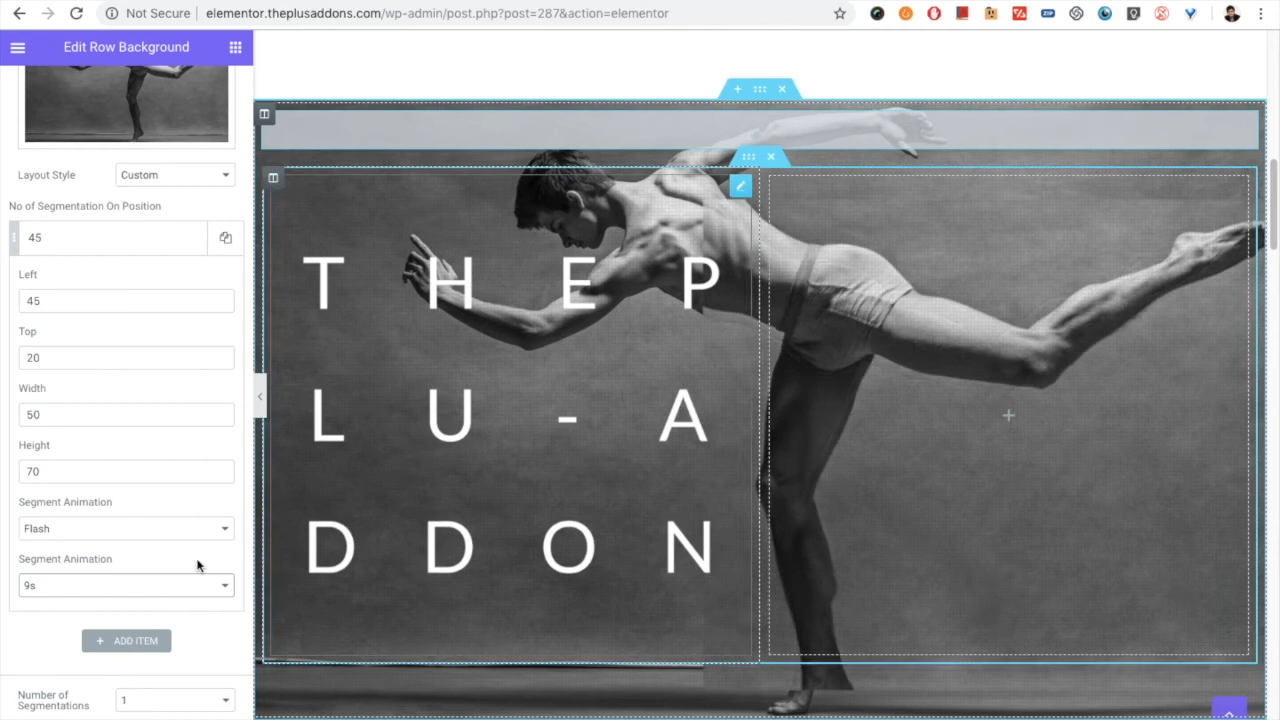 Not Secure elementor.theplusaddons.com/wp-admin/post.php?post=287&action=elementor
ZIP
Edit Row Background
Layout Style Custom
No of Segmentation On Position
45
Left
45
Top
20
Width
50
Height
70
Segment Animation
Flash
Segment Animation
9s
+ ADD ITEM
Number of
Segmentations 1
T H E P
L U - A
D D O N